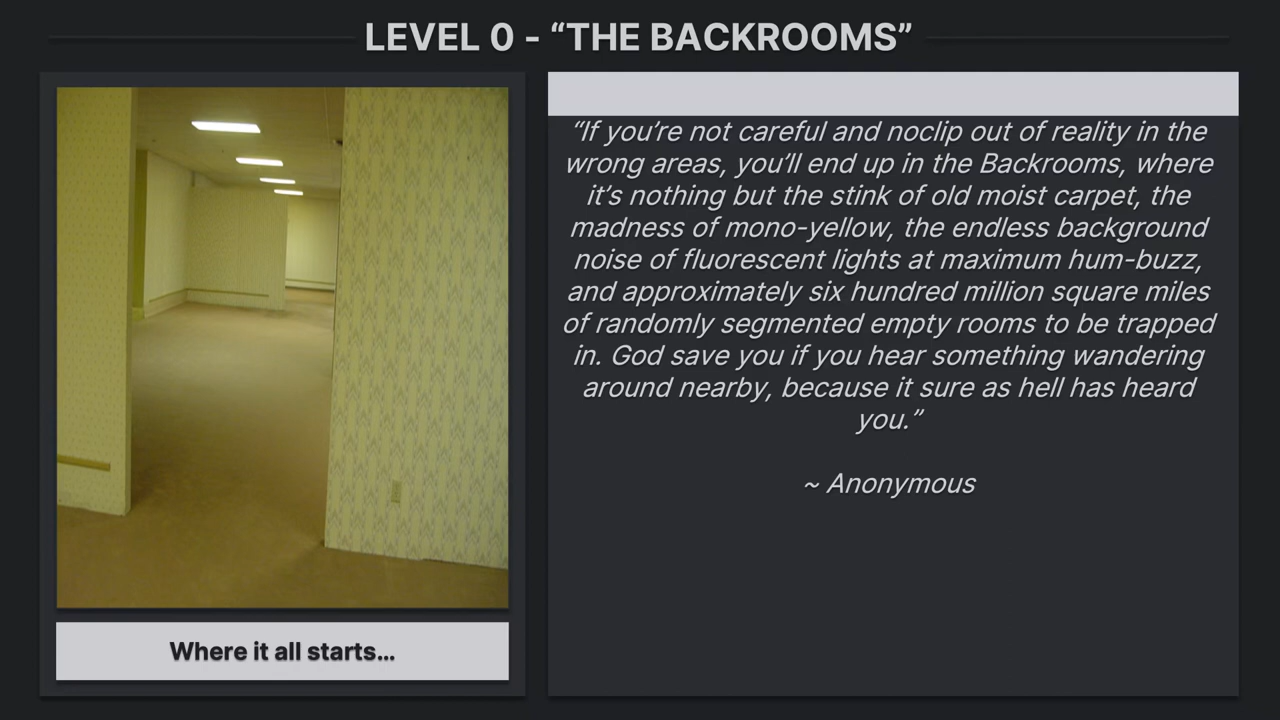 LEVEL 0 - “THE BACKROOMS”
“If you’re not careful and noclip out of reality in the
wrong areas, you’ll end up in the Backrooms, where
it’s nothing but the stink of old moist carpet, the
madness of mono-yellow, the endless background
noise of fluorescent lights at maximum hum-buzz,
and approximately six hundred million square miles
of randomly segmented empty rooms to be trapped
in. God save you if you hear something wandering
around nearby, because it sure as hell has heard
you.”
~ Anonymous
Where it all starts...